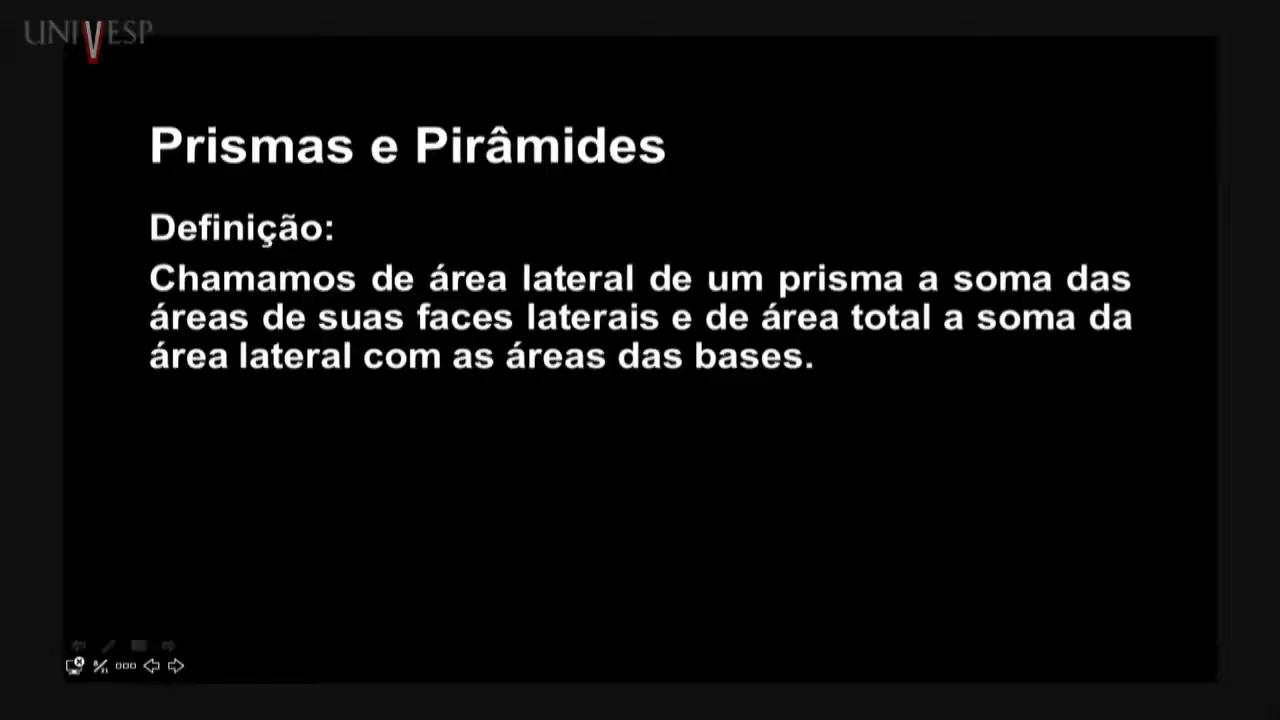 UNIVESP
Prismas e Pirâmides
Definição:
Chamamos de área lateral de um prisma a soma das
áreas de suas faces laterais e de área total a soma da
área lateral com as áreas das bases.